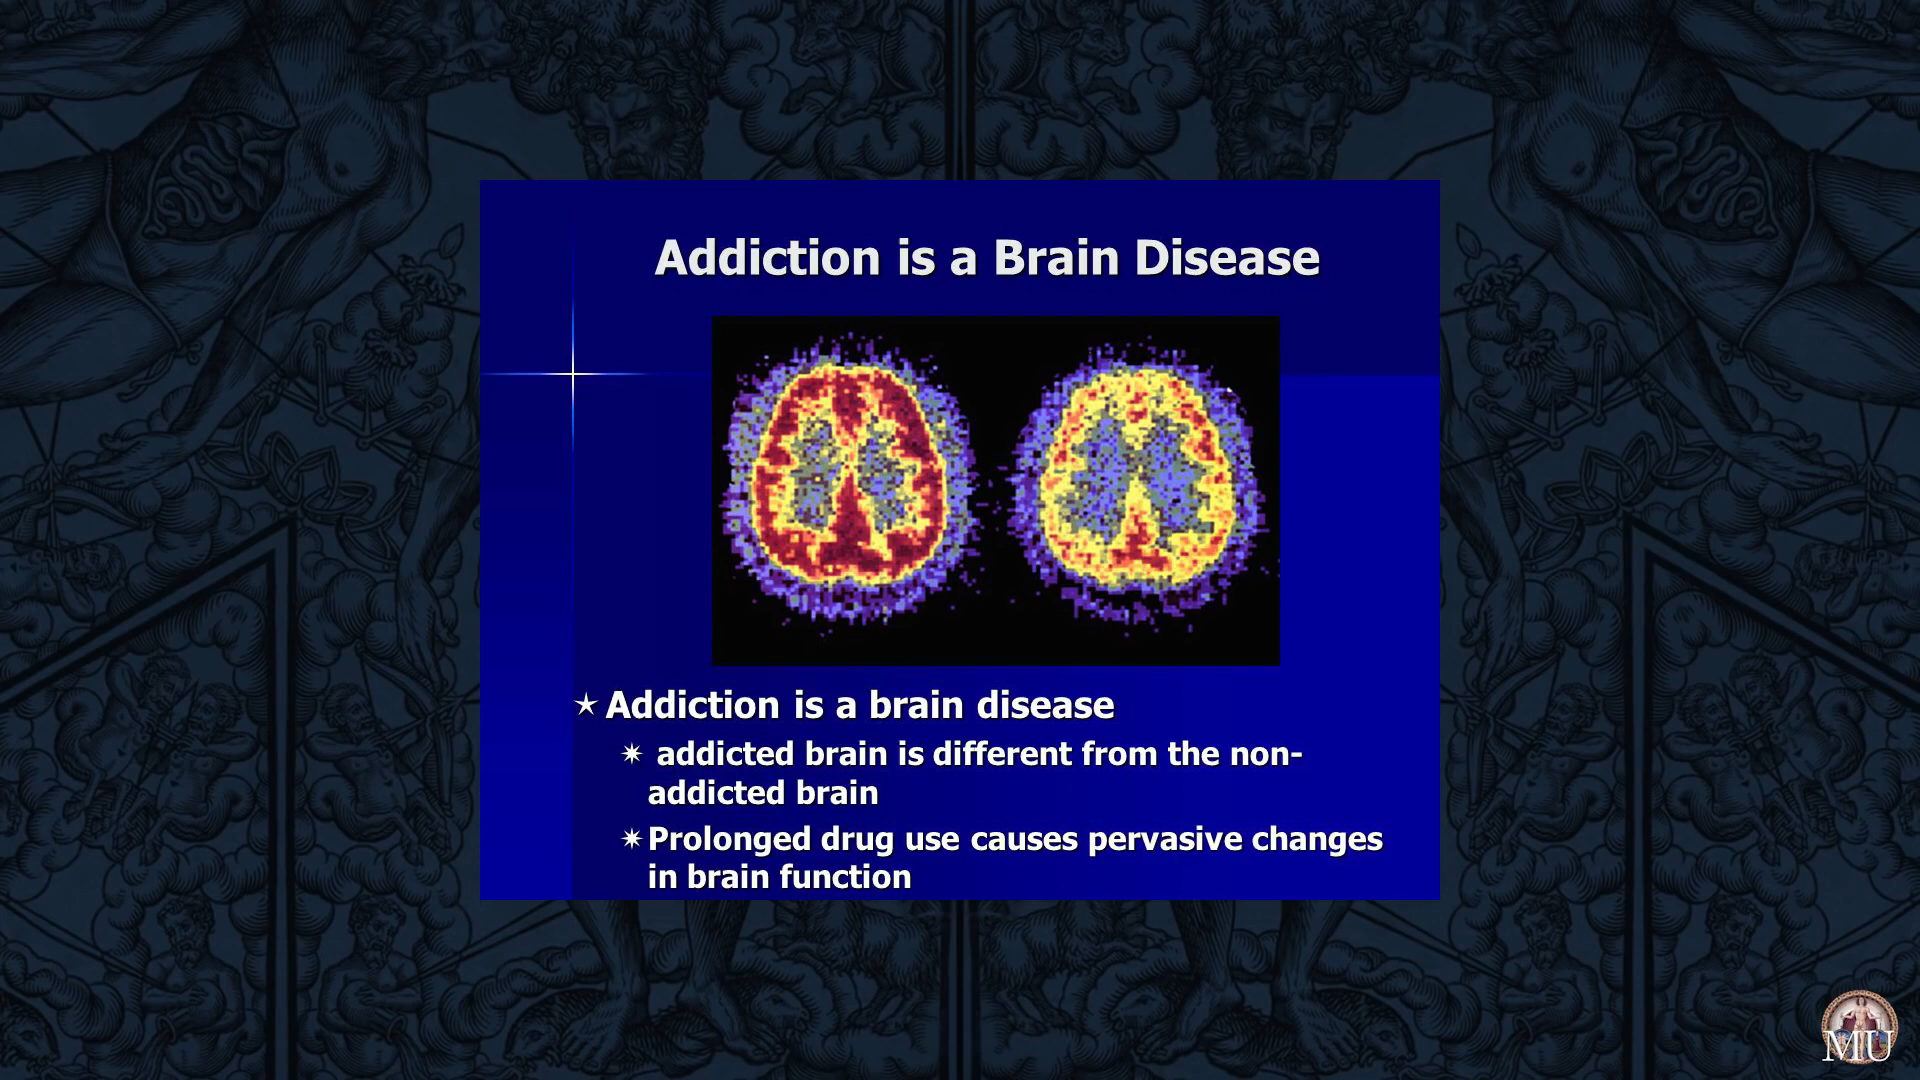 Addiction is a Brain Disease
Addiction is a brain disease
addicted brain is different from the non-
addicted brain
Prolonged drug use causes pervasive changes
in brain function
MU